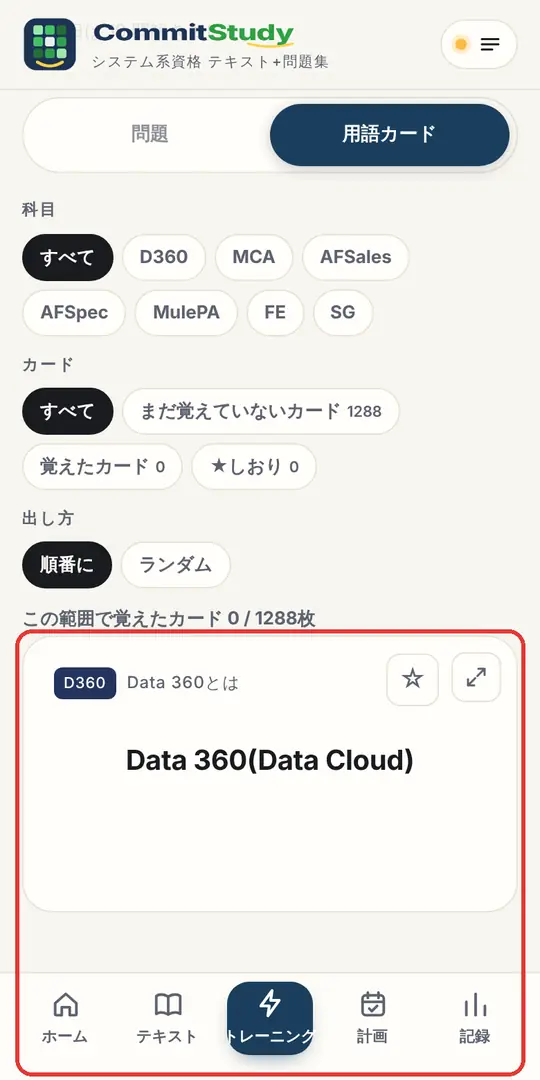 CommitStudy
システム系資格 テキスト+問題集
問題
用語カード
科目
すべて
D360
MCA
AFSales
AFSpec
MulePA
FE
SG
カード
すべて
まだ覚えていないカード 1288
覚えたカード 0
★しおり 0
出し方
順番に
ランダム
この範囲で覚えたカード 0 / 1288枚
D360
Data 360とは
Data 360(Data Cloud)
ホーム
テキスト
トレーニング
計画
記録